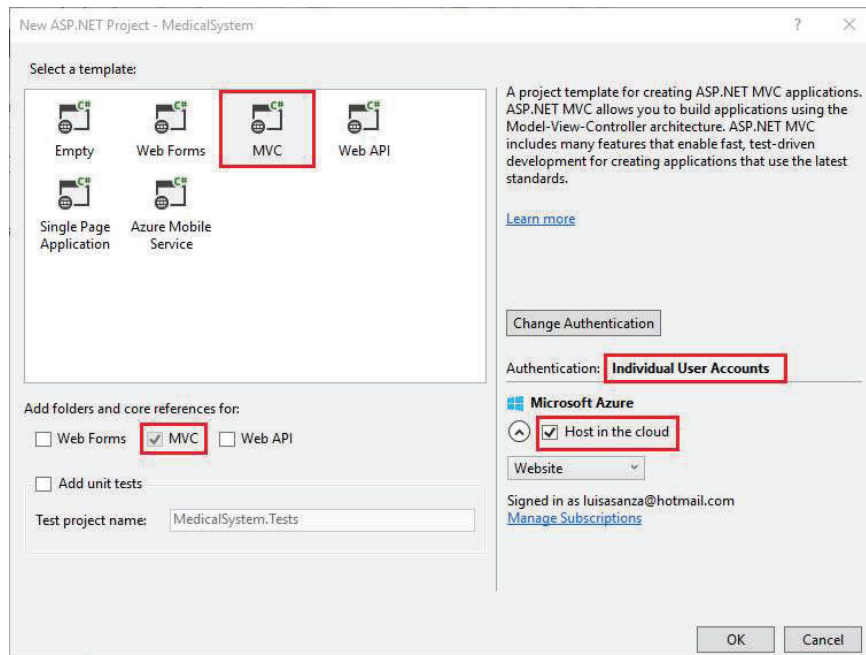 New ASP.NET Project - MedicalSystem
?
Select a template:
C#
C#
C#
C#
Empty
Web Forms
MVC
Web API
C#
C#
Single Page
Application
Azure Mobile
Service
A project template for creating ASP.NET MVC applications.
ASP.NET MVC allows you to build applications using the
Model-View-Controller architecture. ASP.NET MVC
includes many features that enable fast, test-driven
development for creating applications that use the latest
standards.
Learn more
Change Authentication
Authentication: Individual User Accounts
Microsoft Azure
Host in the cloud
Website
Signed in as luisasanza@hotmail.com
Manage Subscriptions
Add folders and core references for:
Web Forms
MVC
Web API
Add unit tests
Test project name: MedicalSystem.Tests
OK
Cancel